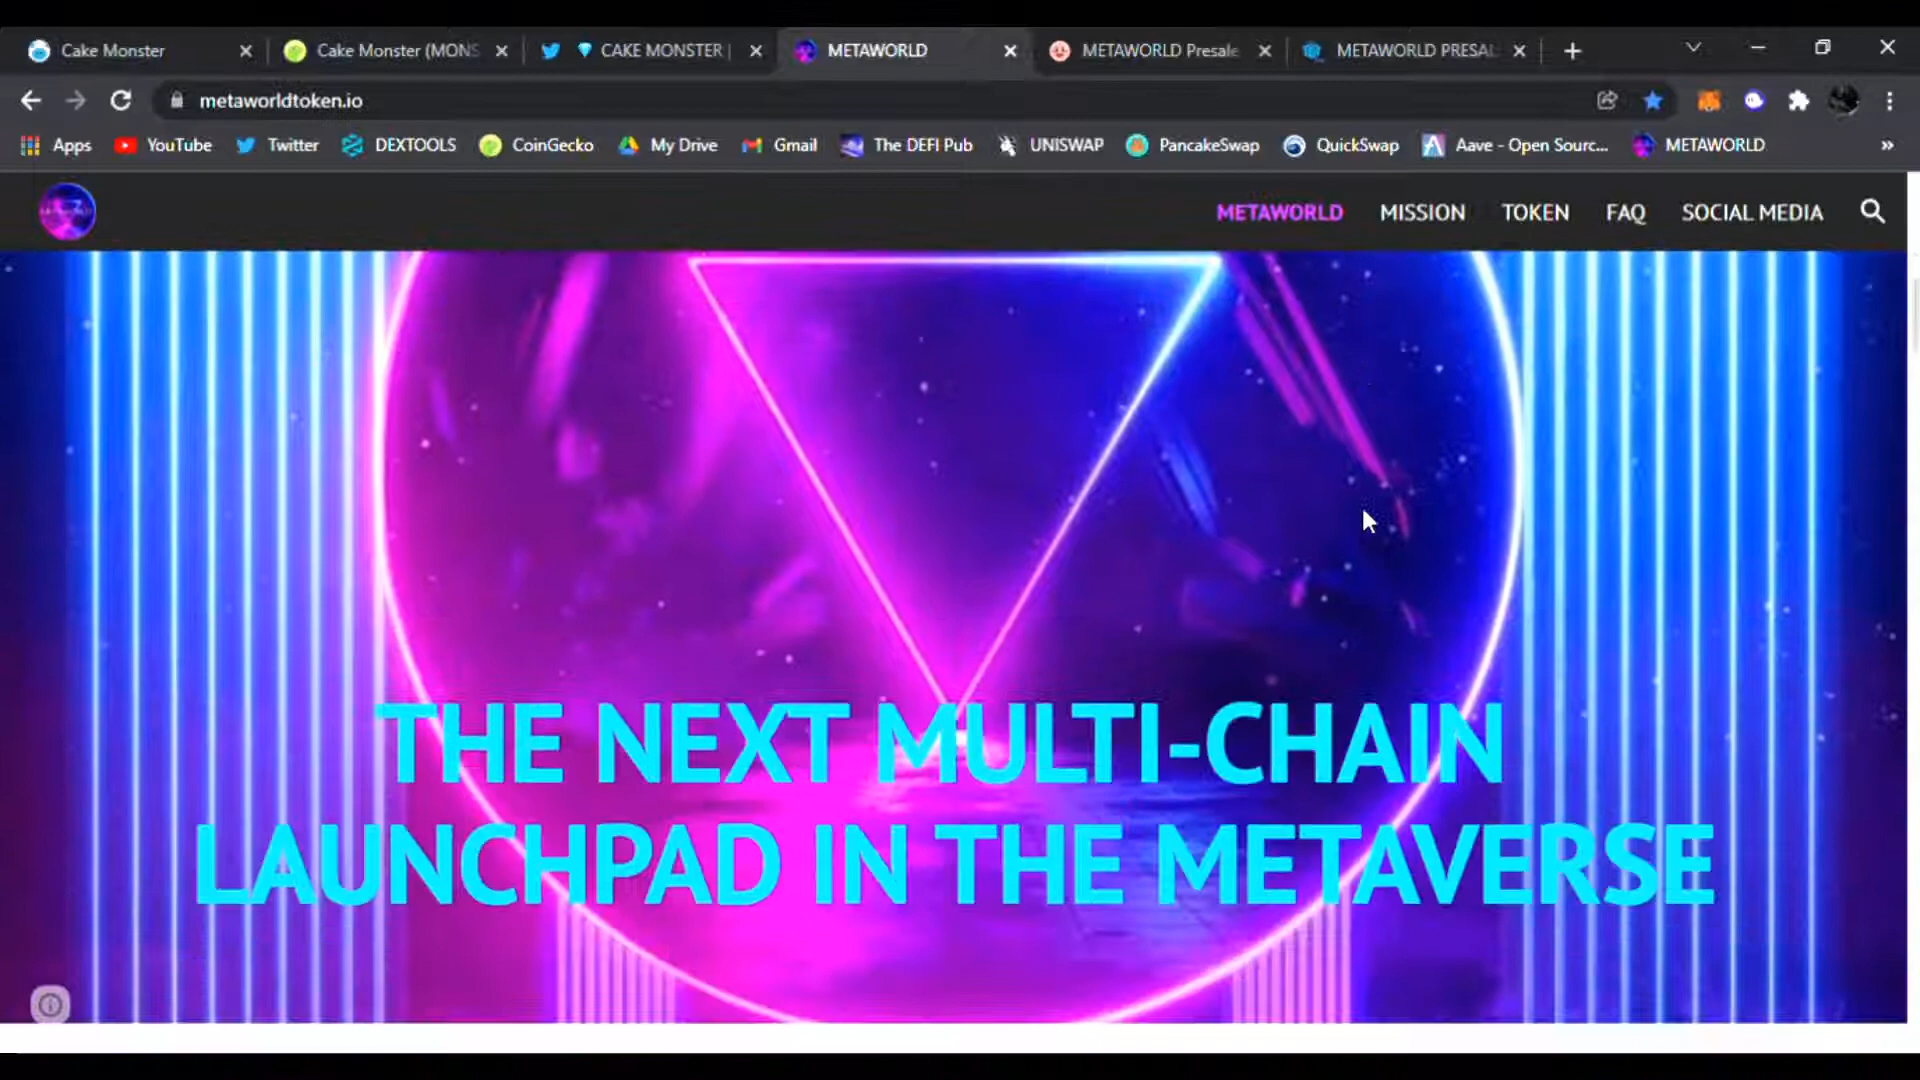 Cake Monster
Cake Monster (MONS
CAKE MONSTER |
METAWORLD
METAWORLD Presale
METAWORLD PRESAL
metaworldtoken.io
Apps
YouTube
Twitter
DEXTOOLS
CoinGecko
My Drive
Gmail
The DEFI Pub
UNISWAP
PancakeSwap
QuickSwap
Aave - Open Sourc...
METAWORLD
METAWORLD
MISSION
TOKEN
FAQ
SOCIAL MEDIA
THE NEXT MULTI-CHAIN
LAUNCHPAD IN THE METAVERSE